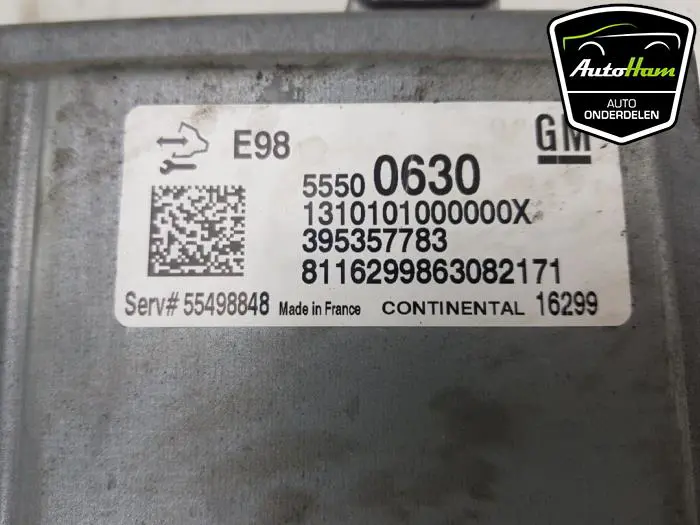 AutoHam
AUTO
ONDERDELEN
E98
GM
5550 0630
1310101000000X
395357783
8116299863082171
Serv# 55498848 Made in France CONTINENTAL 16299